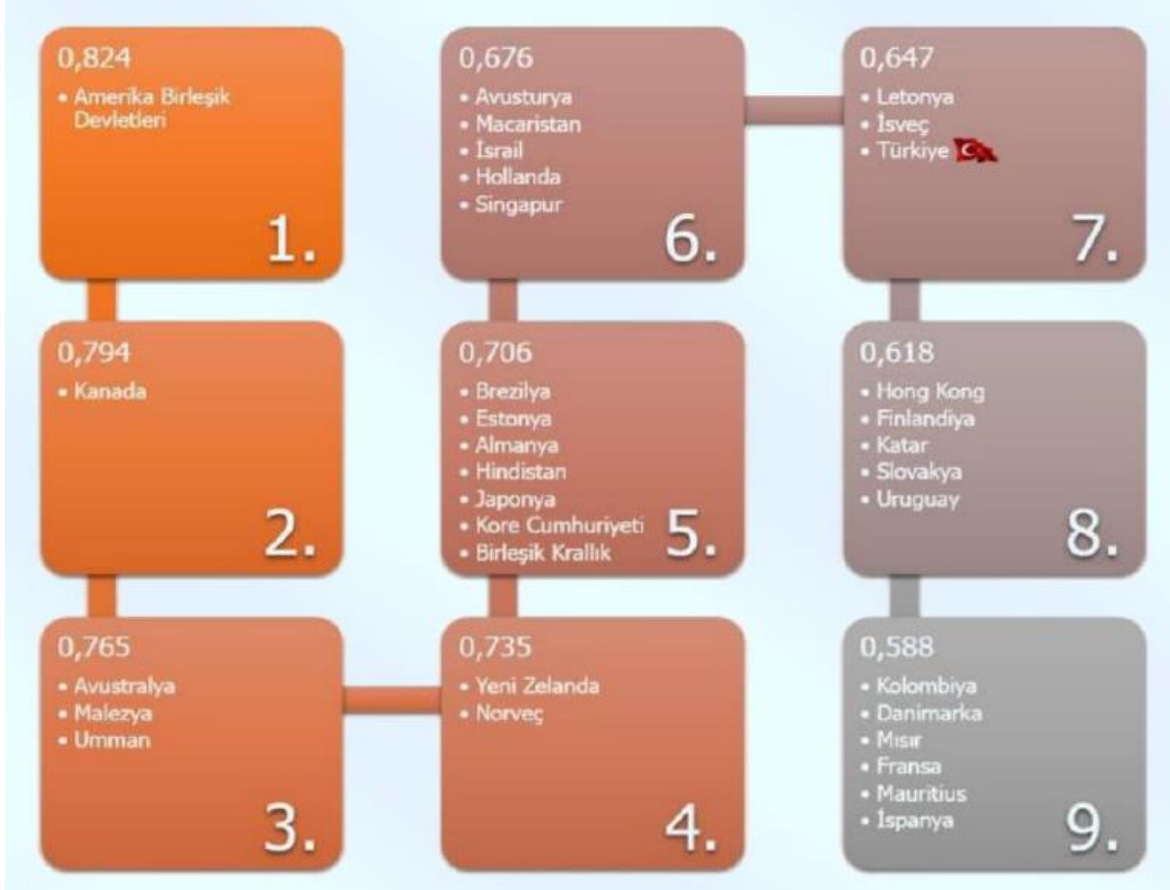 0,824
• Amerika Birleşik
Devletleri
1.
0,794
• Kanada
2.
0,765
• Avustralya
• Malezya
• Umman
3.
0,735
• Yeni Zelanda
• Norveç
4.
0,706
• Brezilya
• Estonya
• Almanya
• Hindistan
• Japonya
• Kore Cumhuriyeti
• Birleşik Krallık
5.
0,676
• Avusturya
• Macaristan
• İsrail
• Hollanda
• Singapur
6.
0,647
• Letonya
• İsveç
• Türkiye
7.
0,618
• Hong Kong
• Finlandiya
• Katar
• Slovakya
• Uruguay
8.
0,588
• Kolombiya
• Danimarka
• Mısır
• Fransa
• Mauritius
• İspanya
9.